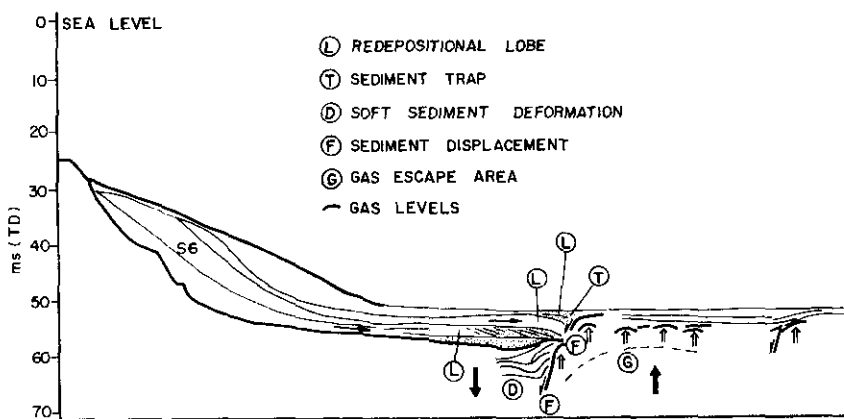 0 SEA LEVEL
10
20
30
40
50
60
70
ms (TD)
L REDEPOSITIONAL LOBE
T SEDIMENT TRAP
D SOFT SEDIMENT DEFORMATION
F SEDIMENT DISPLACEMENT
G GAS ESCAPE AREA
GAS LEVELS
S6
L
L
T
L
F
G
D
F